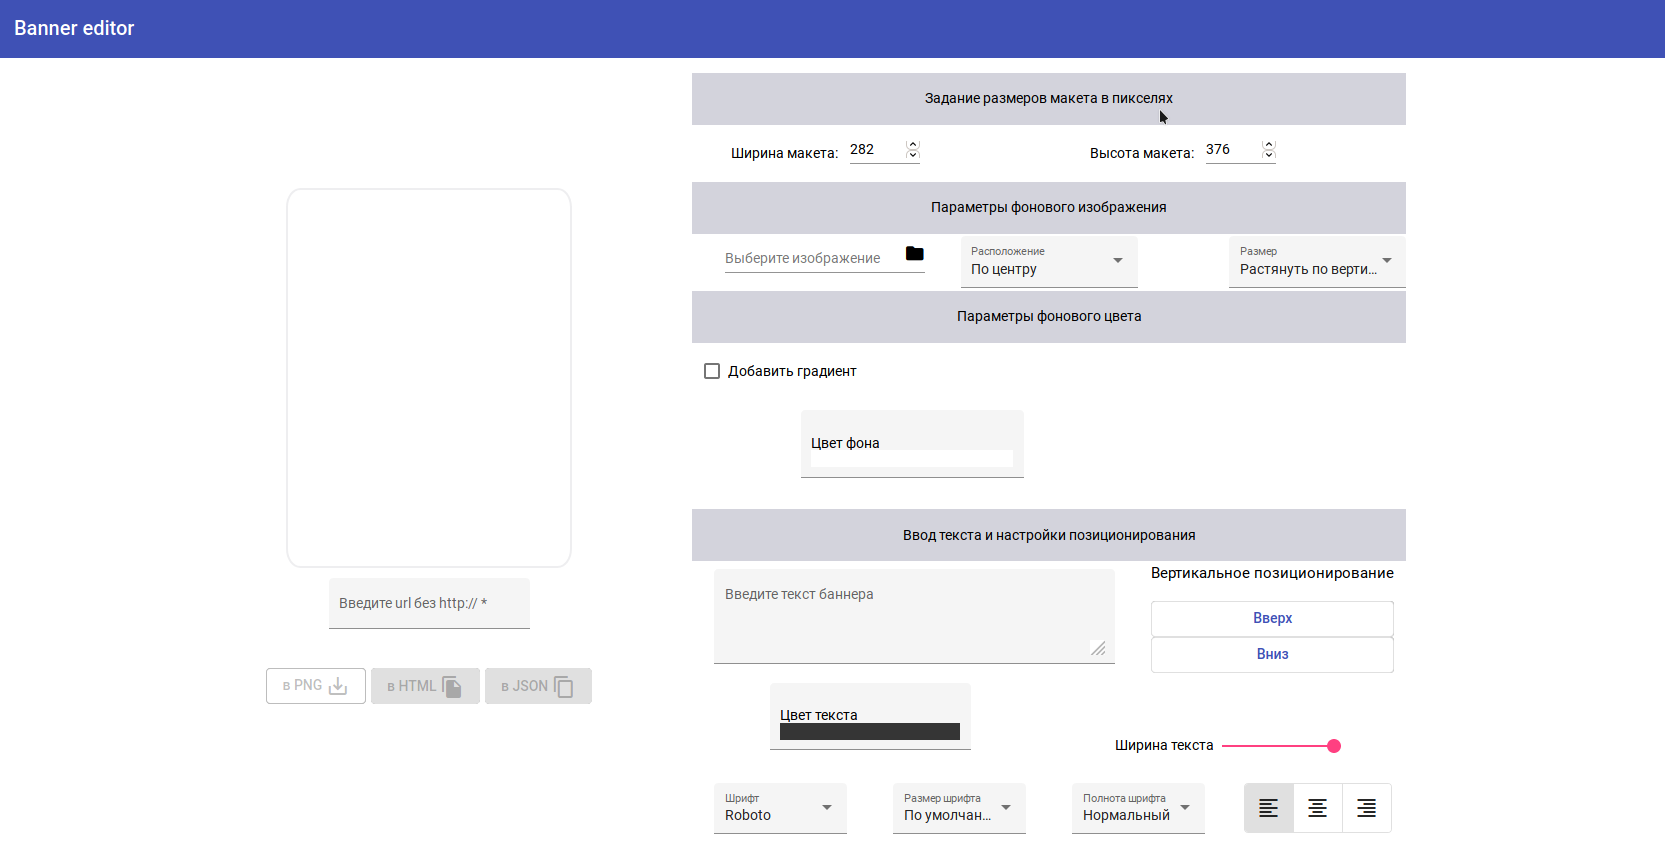 Banner editor
Задание размеров макета в пикселях
Ширина макета: 282
Высота макета: 376
Параметры фонового изображения
Выберите изображение
Расположение
По центру
Размер
Растянуть по верти...
Параметры фонового цвета
Добавить градиент
Цвет фона
Ввод текста и настройки позиционирования
Введите текст баннера
Вертикальное позиционирование
Вверх
Вниз
Цвет текста
Ширина текста
Шрифт
Roboto
Размер шрифта
По умолчан...
Полнота шрифта
Нормальный
Введите url без http:// *
в PNG
в HTML
в JSON